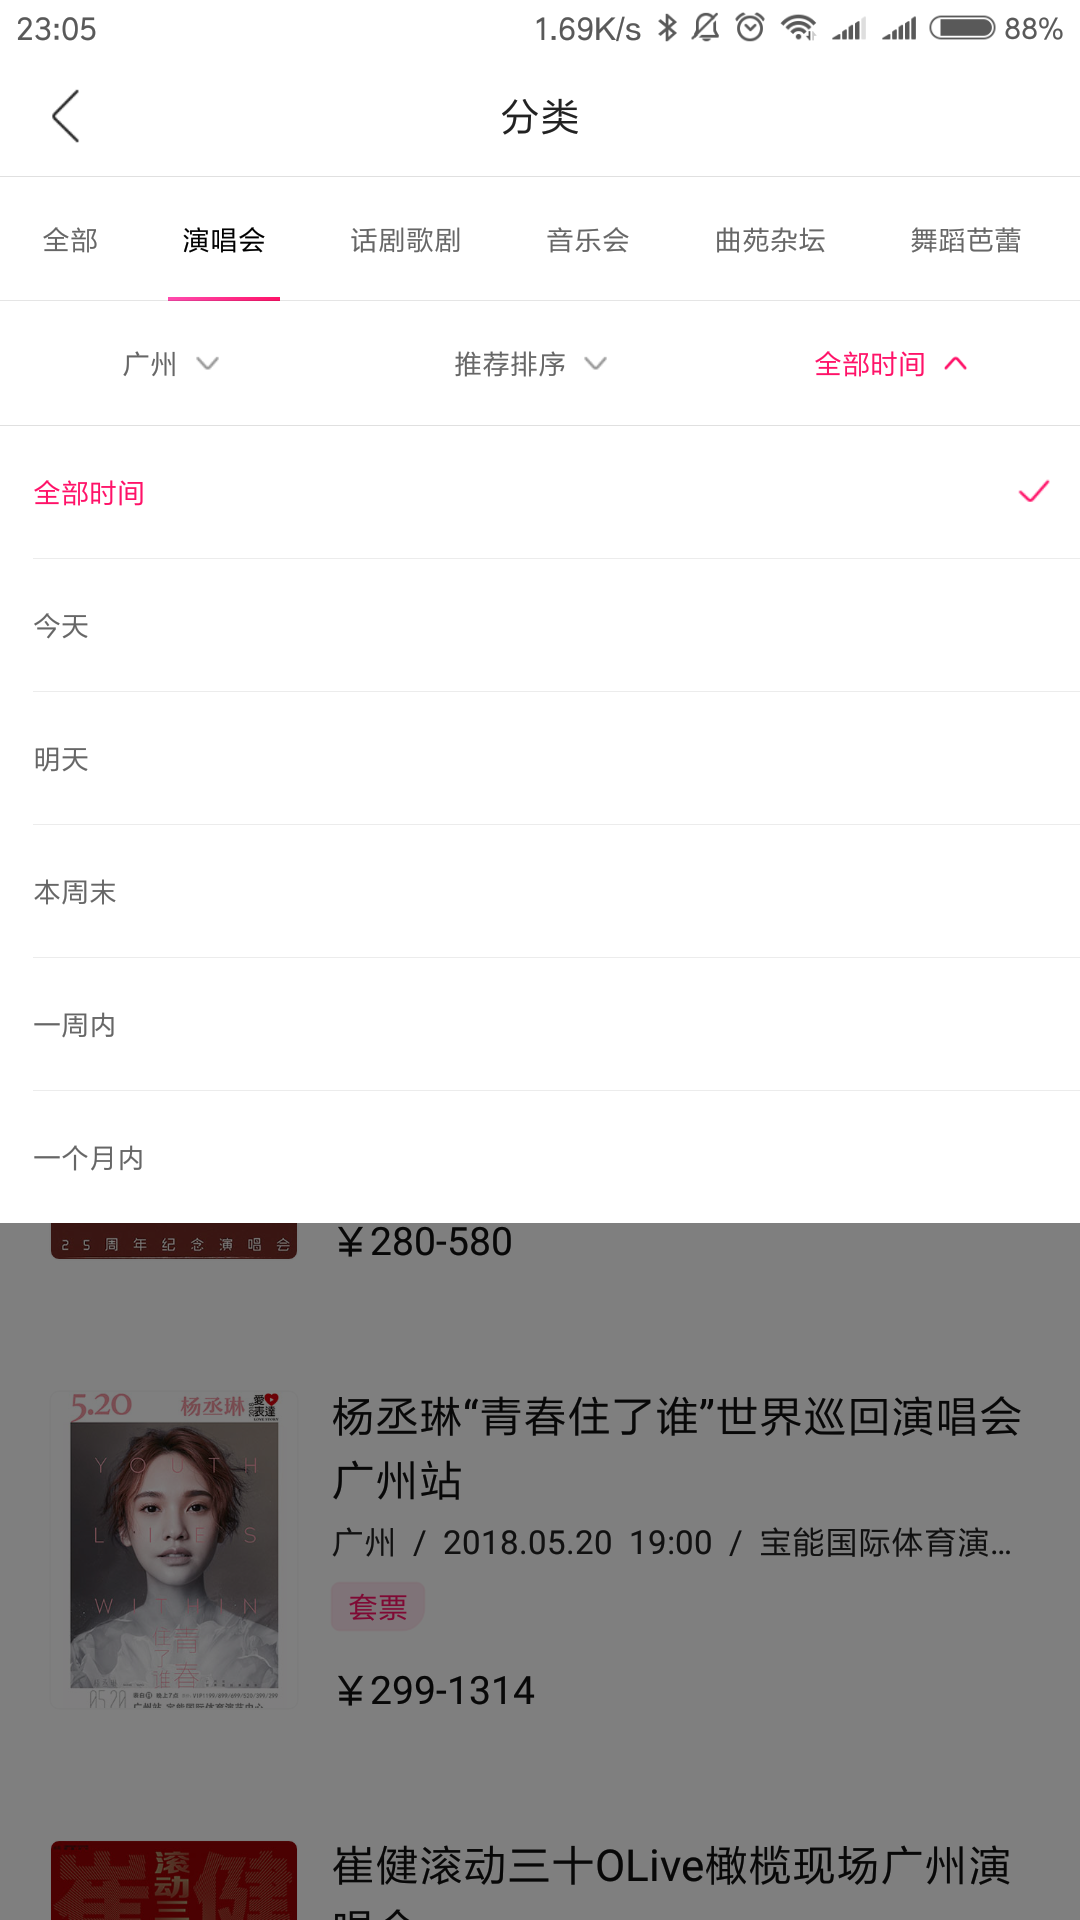 23:05 1.69K/s 88%
分类
全部 演唱会 话剧歌剧 音乐会 曲苑杂坛 舞蹈芭蕾
广州 推荐排序 全部时间
全部时间
今天
明天
本周末
一周内
一个月内
25周年纪念演唱会
￥280-580
5.20 杨丞琳 愛表達
YOUTH
LIVES
WITHIN
青春
住了谁
05.20
杨丞琳“青春住了谁”世界巡回演唱会
广州站
广州 / 2018.05.20 19:00 / 宝能国际体育演...
套票
￥299-1314
崔健
滚动三
崔健滚动三十OLive橄榄现场广州演
唱会